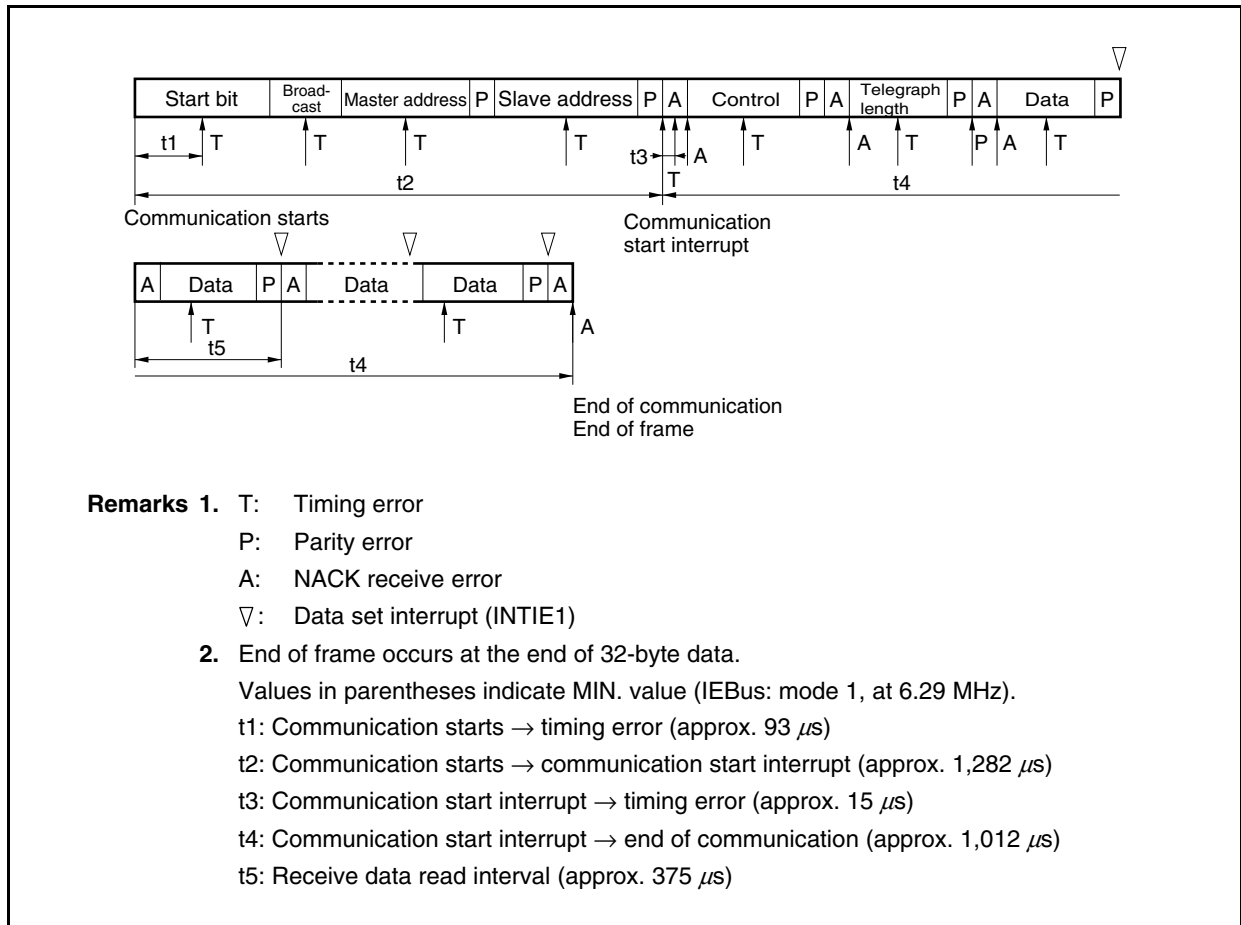 Start bit Broad-cast Master address P Slave address P A Control P A Telegraph length P A Data P
t1 T T T T t3 A T A T P A T
t2 T t4
Communication starts
Communication
start interrupt
A Data P A Data Data P A
T T A
t5
t4
End of communication
End of frame
Remarks 1. T: Timing error
P: Parity error
A: NACK receive error
▽: Data set interrupt (INTIE1)
2. End of frame occurs at the end of 32-byte data.
Values in parentheses indicate MIN. value (IEBus: mode 1, at 6.29 MHz).
t1: Communication starts → timing error (approx. 93 μs)
t2: Communication starts → communication start interrupt (approx. 1,282 μs)
t3: Communication start interrupt → timing error (approx. 15 μs)
t4: Communication start interrupt → end of communication (approx. 1,012 μs)
t5: Receive data read interval (approx. 375 μs)